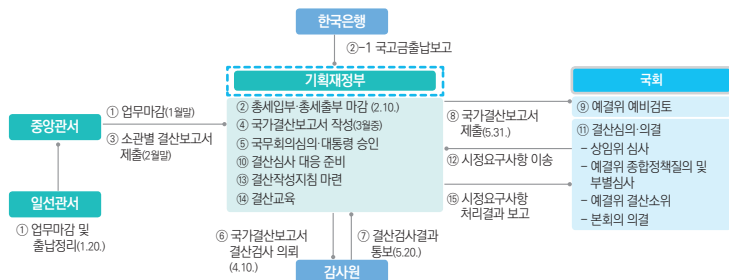 한국은행
②-1 국고금출납보고
기획재정부
② 총세입부·총세출부 마감 (2.10.)
④ 국가결산보고서 작성(3월중)
⑤ 국무회의심의·대통령 승인
⑩ 결산심사 대응 준비
⑬ 결산작성지침 마련
⑭ 결산교육
중앙관서
① 업무마감(1월말)
③ 소관별 결산보고서
제출(2월말)
일선관서
① 업무마감 및
출납정리(1.20.)
⑧ 국가결산보고서
제출(5.31.)
⑫ 시정요구사항 이송
⑮ 시정요구사항
처리결과 보고
국회
⑨ 예결위 예비검토
⑪ 결산심의·의결
– 상임위 심사
– 예결위 종합정책질의 및
부별심사
– 예결위 결산소위
– 본회의 의결
⑥ 국가결산보고서
결산검사 의뢰
(4.10.)
⑦ 결산검사결과
통보(5.20.)
감사원